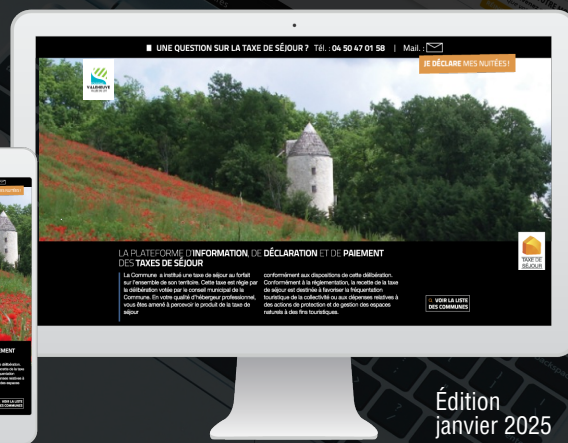 UNE QUESTION SUR LA TAXE DE SÉJOUR ? Tél. : 04 50 47 01 58 | Mail. :
JE DÉCLARE MES NUITÉES !
VILLENEUVE
LA PLATEFORME D'INFORMATION, DE DÉCLARATION ET DE PAIEMENT
DES TAXES DE SÉJOUR
La Commune a institué une taxe de séjour au forfait
sur l'ensemble de son territoire. Cette taxe est régie par
la délibération votée par le conseil municipal de la
Commune. En votre qualité d'hébergeur professionnel,
vous êtes amené à percevoir le produit de la taxe de
séjour
conformément aux dispositions de cette délibération.
Conformément à la réglementation, la recette de la taxe
de séjour est destinée à favoriser la fréquentation
touristique de la collectivité ou aux dépenses relatives à
des actions de protection et de gestion des espaces
naturels à des fins touristiques.
TAXE DE
SÉJOUR
VOIR LA LISTE
DES COMMUNES
Édition
janvier 2025